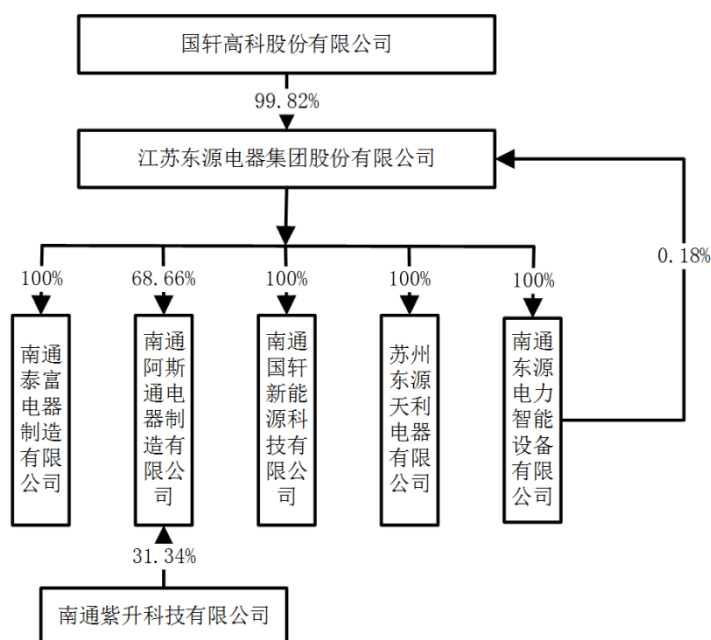 国轩高科股份有限公司
99.82%
江苏东源电器集团股份有限公司
0.18%
100%
68.66%
100%
100%
100%
南通
泰富
电器
制造
有限
公司
南通
阿斯
通电
器制
造有
限公
司
南通
国轩
新能
源科
技有
限公
司
苏州
东源
天利
电器
有限
公司
南通
东源
电力
智能
设备
有限
公司
31.34%
南通紫升科技有限公司